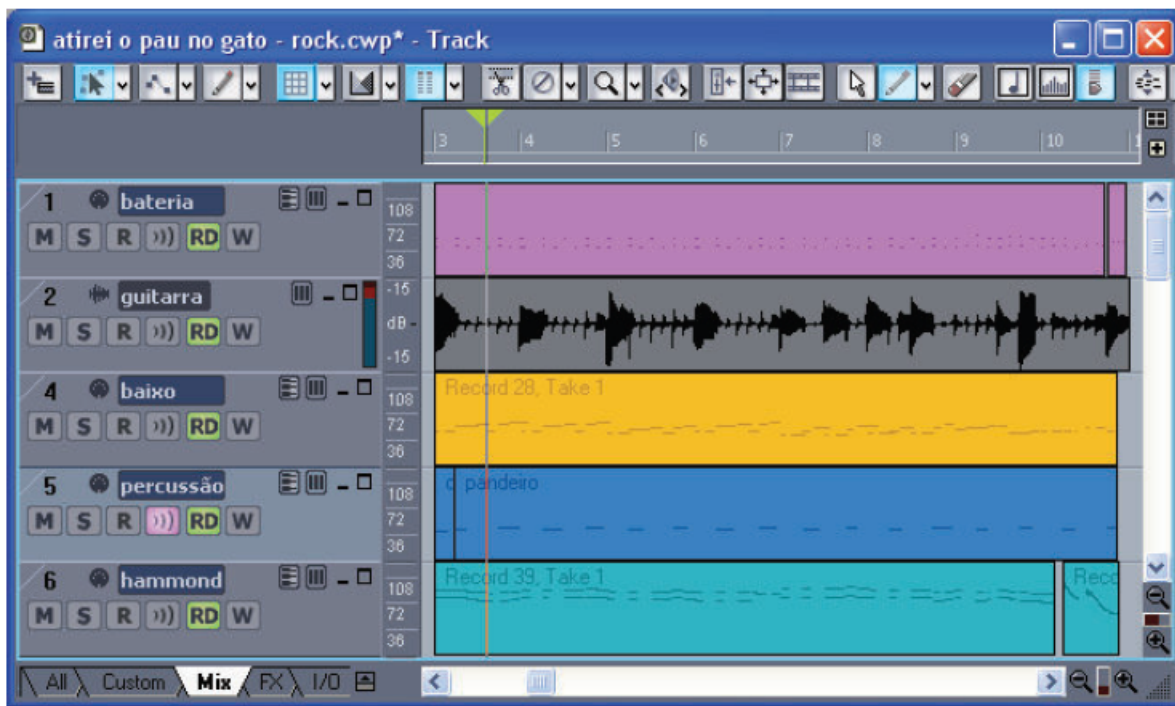 atirei o pau no gato - rock.cwp* - Track
3 4 5 6 7 8 9 10 1
1 bateria
M S R RD W
108
72
36
2 guitarra
M S R RD W
-15
dB -
-15
4 baixo
M S R RD W
108
72
36
Record 28, Take 1
5 percussão
M S R RD W
108
72
36
q pandeiro
6 hammond
M S R RD W
108
72
36
Record 39, Take 1
Reco
All Custom Mix FX I/O